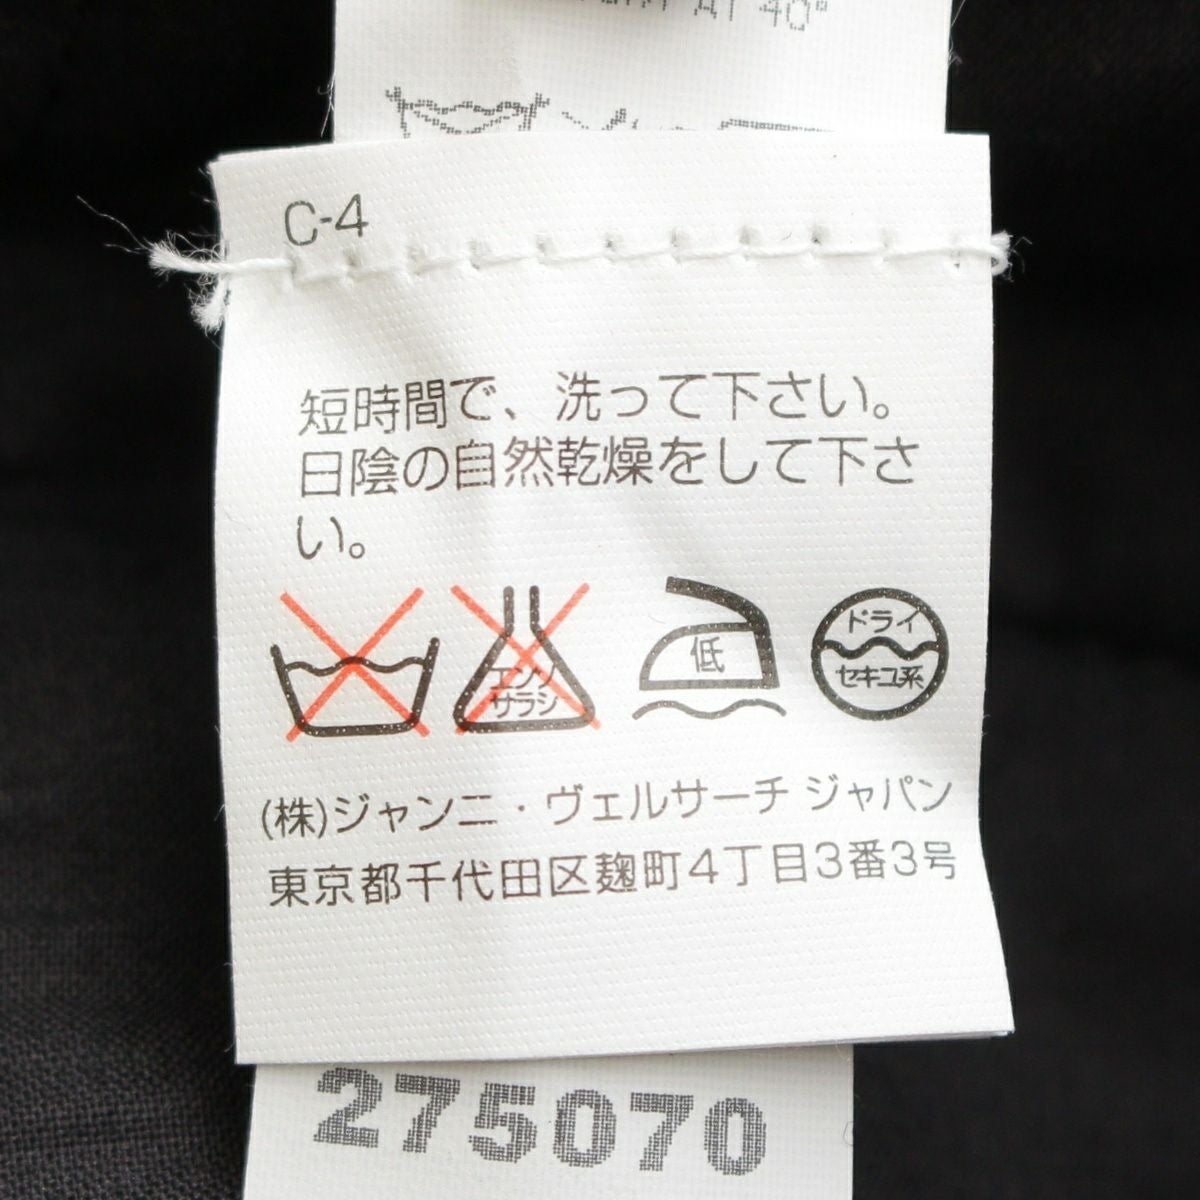 AT 40°
C-4
短時間で、洗って下さい。
日陰の自然乾燥をして下さ
い。
エンソ
サラシ
低
ドライ
セキユ系
(株)ジャンニ・ヴェルサーチ ジャパン
東京都千代田区麹町4丁目3番3号
275070